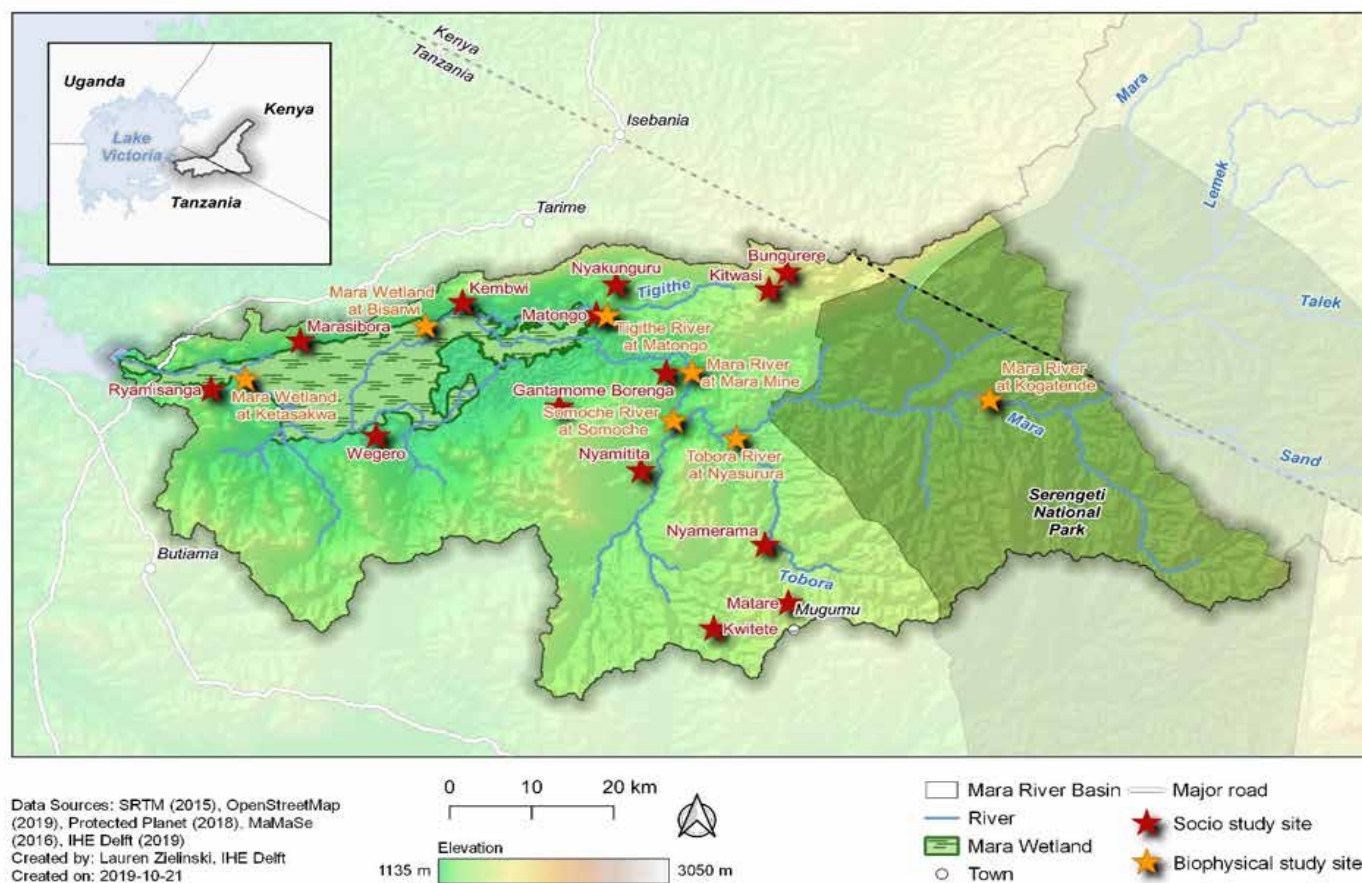 Uganda
Kenya
Lake
Victoria
Tanzania
Kenya
Tanzania
Isebania
Tarime
Mara
Lemek
Talek
Sand
Bungurere
Kitwasi
Nyakunguru
Tigithe
Kembwi
Mara Wetland
at Bisarwi
Matongo
Tigithe River
at Matongo
Marasibora
Mara River
at Mara Mine
Mara River
at Kogatende
Mara
Ryamisanga
Mara Wetland
at Ketasakwa
Gantamome Borenga
Somoche River
at Somoche
Wegero
Nyamitita
Tobora River
at Nyasurura
Serengeti
National
Park
Nyamerama
Butiama
Tobora
Matare
Mugumu
Kwitete
Data Sources: SRTM (2015), OpenStreetMap
(2019), Protected Planet (2018), MaMaSe
(2016), IHE Delft (2019)
Created by: Lauren Zielinski, IHE Delft
Created on: 2019-10-21
0 10 20 km
Elevation
1135 m 3050 m
Mara River Basin
River
Mara Wetland
Town
Major road
Socio study site
Biophysical study site